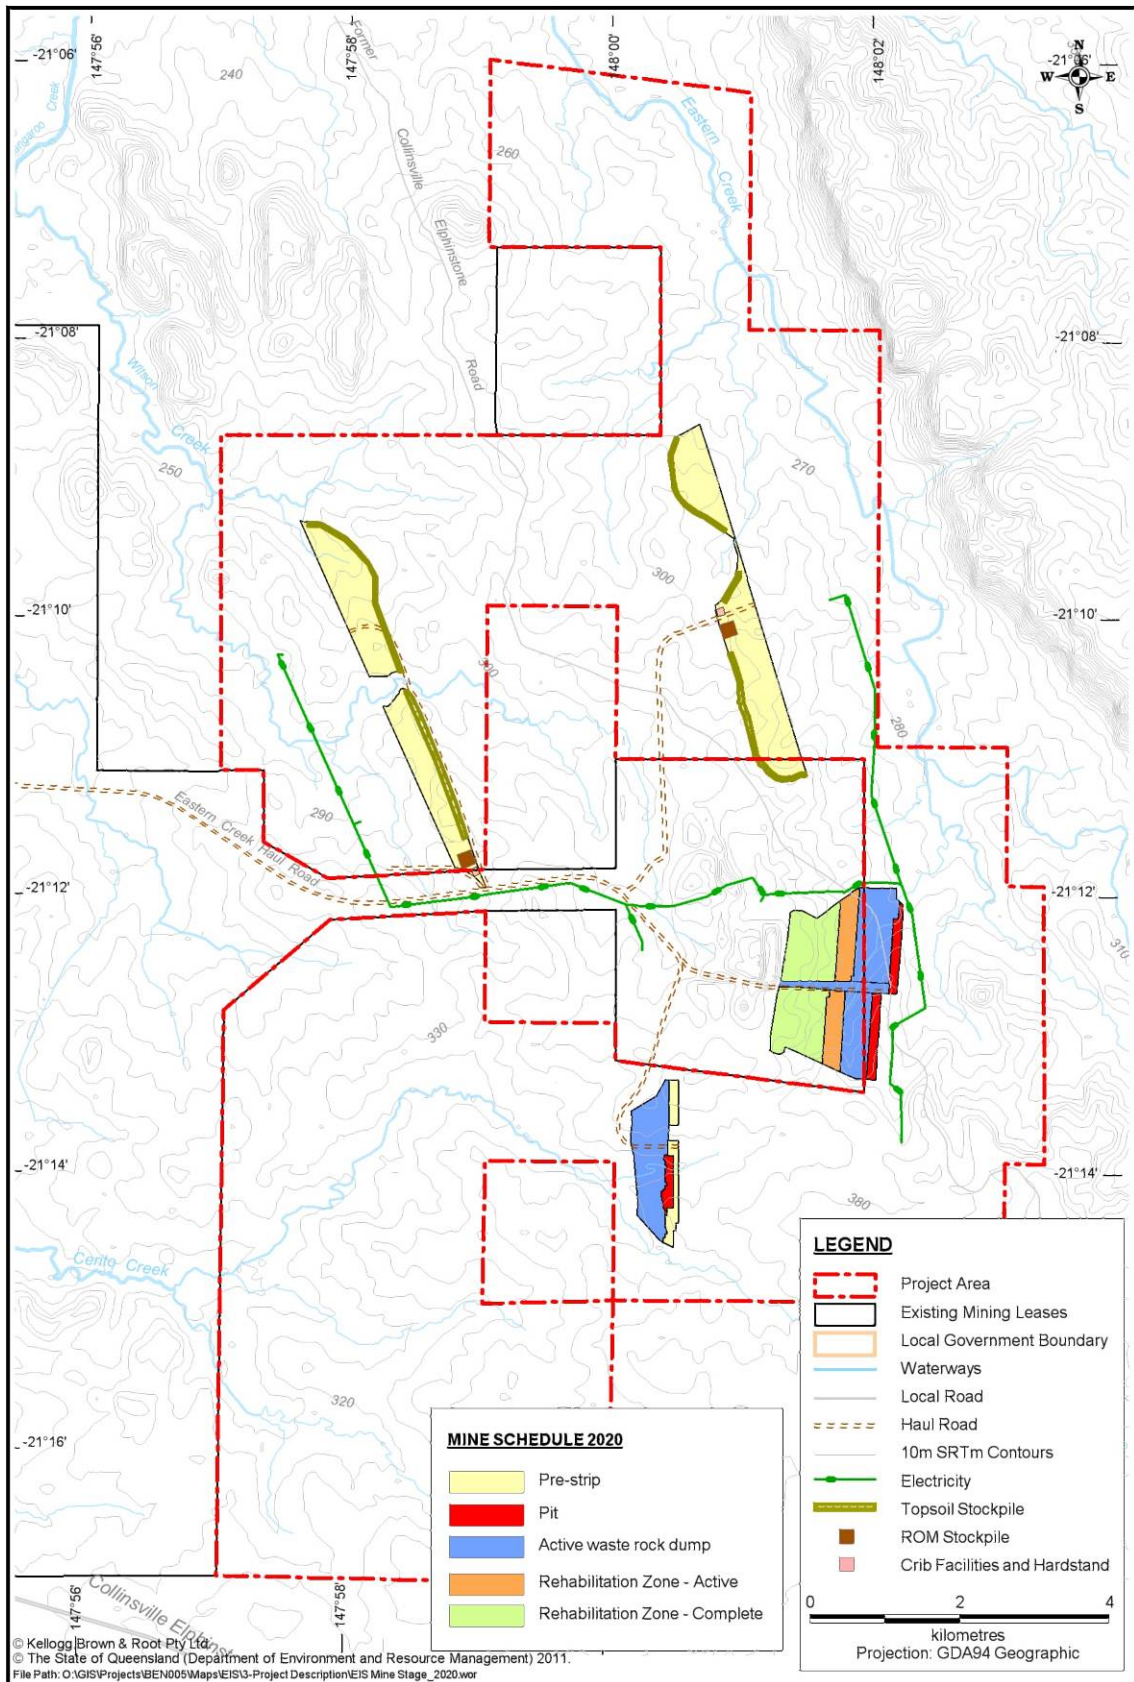 -21°06'
147°56'
147°58'
148°00'
148°02'
-21°06'
N
W E
S
Former
240
Creek
Eastern
Creek
Collinsville
260
Elphinstone
Road
-21°08'
-21°08'
Wilson
Creek
250
270
300
-21°10'
-21°10'
300
280
290
Eastern Creek Haul Road
-21°12'
-21°12'
310
330
-21°14'
-21°14'
380
Cerito Creek
320
-21°16'
147°56'
147°58'
LEGEND
Project Area
Existing Mining Leases
Local Government Boundary
Waterways
Local Road
Haul Road
10m SRTm Contours
Electricity
Topsoil Stockpile
ROM Stockpile
Crib Facilities and Hardstand
0 2 4
kilometres
Projection: GDA94 Geographic
MINE SCHEDULE 2020
Pre-strip
Pit
Active waste rock dump
Rehabilitation Zone - Active
Rehabilitation Zone - Complete
Collinsville Elphinst
© Kellogg Brown & Root Pty Ltd
© The State of Queensland (Department of Environment and Resource Management) 2011.
File Path: O:\GIS\Projects\BEN005\Maps\EIS\3-Project Description\EIS Mine Stage_2020.wor